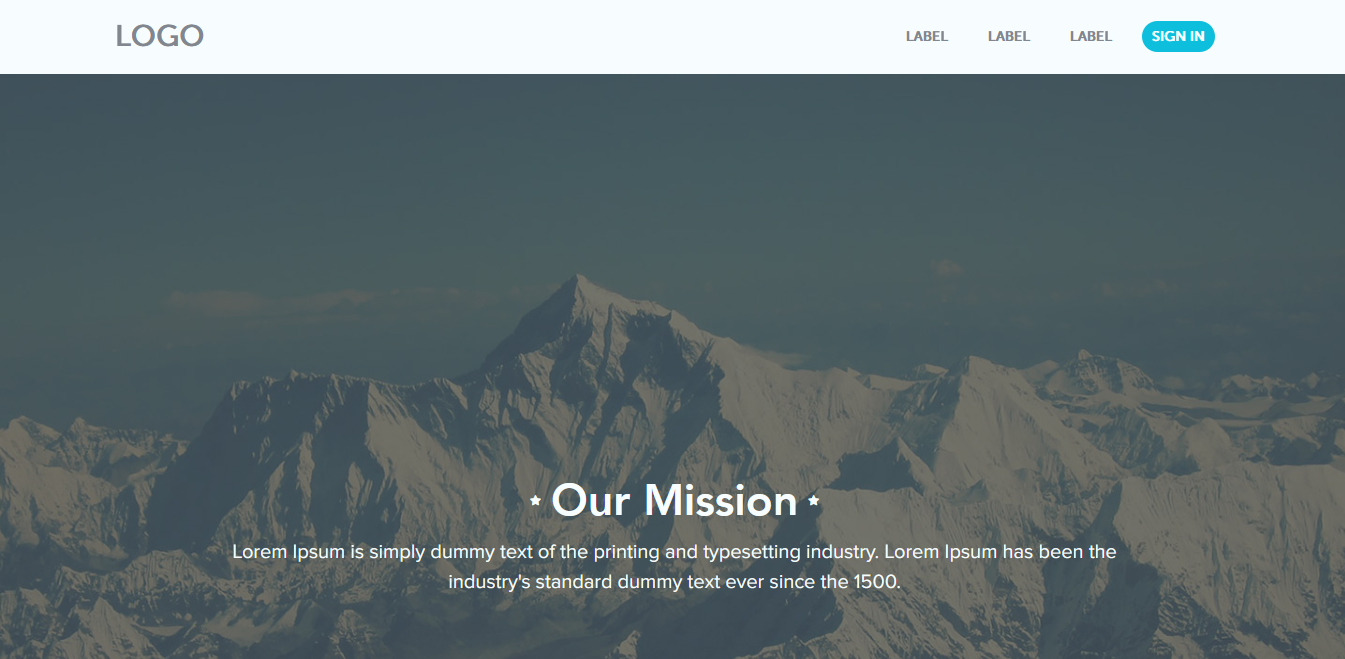 LOGO
LABEL LABEL LABEL SIGN IN
Our Mission
Lorem Ipsum is simply dummy text of the printing and typesetting industry. Lorem Ipsum has been the
industry's standard dummy text ever since the 1500.